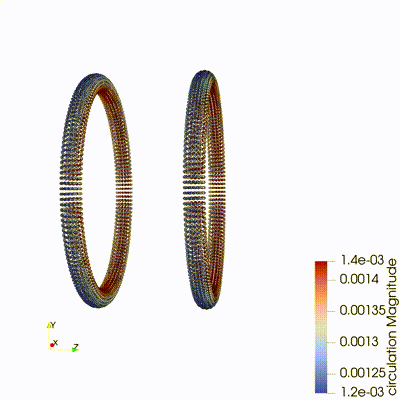 Y
X
Z
1.4e-03
0.0014
0.00135
0.0013
0.00125
1.2e-03
circulation Magnitude